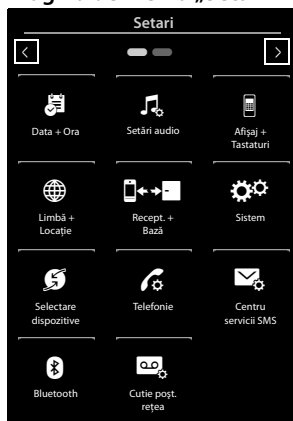 Setari
Data + Ora
Setări audio
Afişaj +
Tastaturi
Limbă +
Locaţie
Recept. +
Bază
Sistem
Selectare
dispozitive
Telefonie
Centru
servicii SMS
Bluetooth
Cutie poşt.
reţea